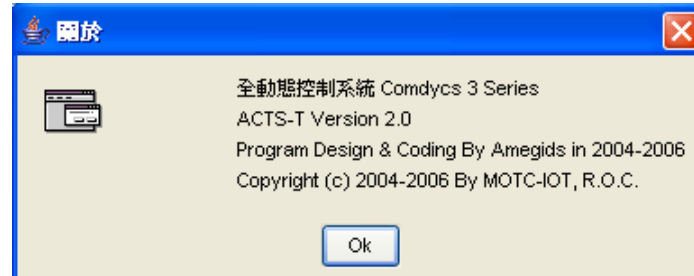 關於
全動態控制系統 Comdycs 3 Series
ACTS-T Version 2.0
Program Design & Coding By Amegids in 2004-2006
Copyright (c) 2004-2006 By MOTC-IOT, R.O.C.
Ok